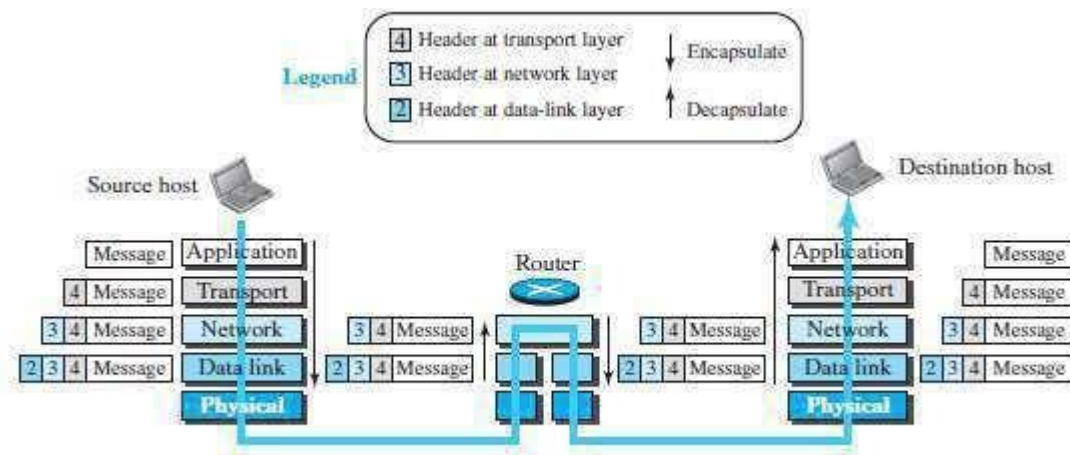 4 Header at transport layer
Encapsulate
Legend
3 Header at network layer
2 Header at data-link layer
Decapsulate
Source host
Destination host
Message Application
Router
Application Message
4 Message Transport
Transport 4 Message
3 4 Message Network
3 4 Message
3 4 Message
Network 3 4 Message
2 3 4 Message Data link
2 3 4 Message
2 3 4 Message
Data link 2 3 4 Message
Physical
Physical